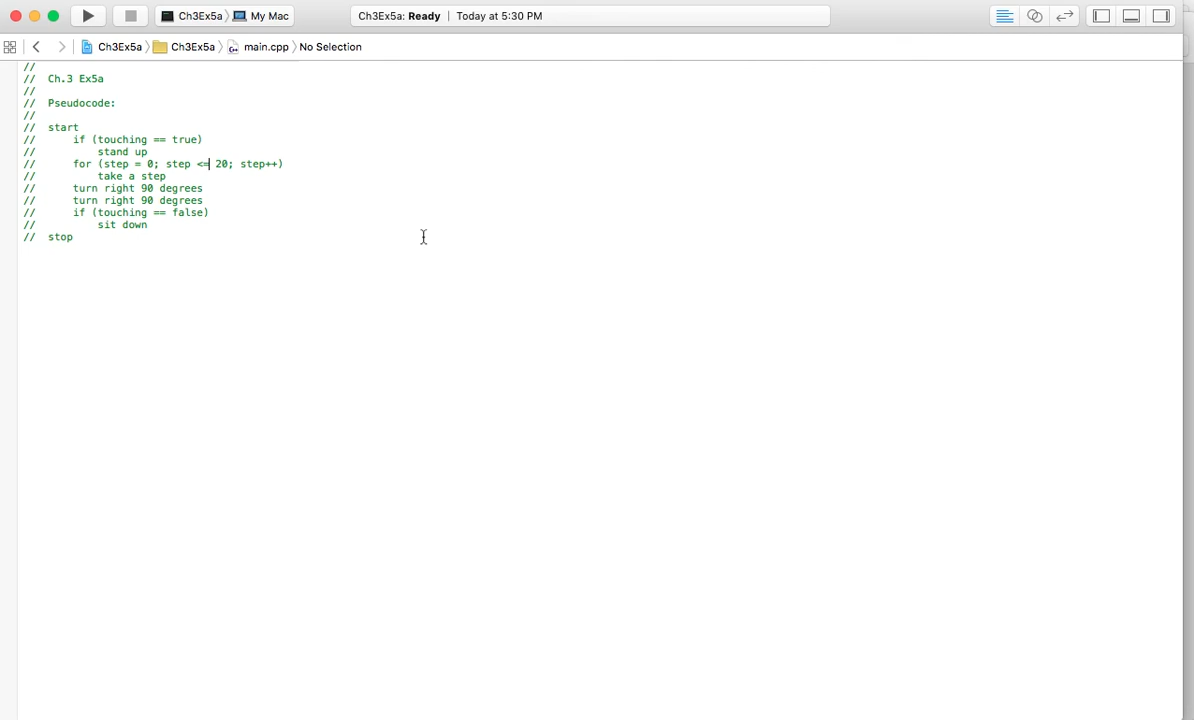 Ch3Ex5a 〉 My Mac
Ch3Ex5a: Ready | Today at 5:30 PM
Ch3Ex5a 〉 Ch3Ex5a 〉 main.cpp 〉 No Selection
//
// Ch.3 Ex5a
//
// Pseudocode:
//
// start
// if (touching == true)
// stand up
// for (step = 0; step <= 20; step++)
// take a step
// turn right 90 degrees
// turn right 90 degrees
// if (touching == false)
// sit down
// stop